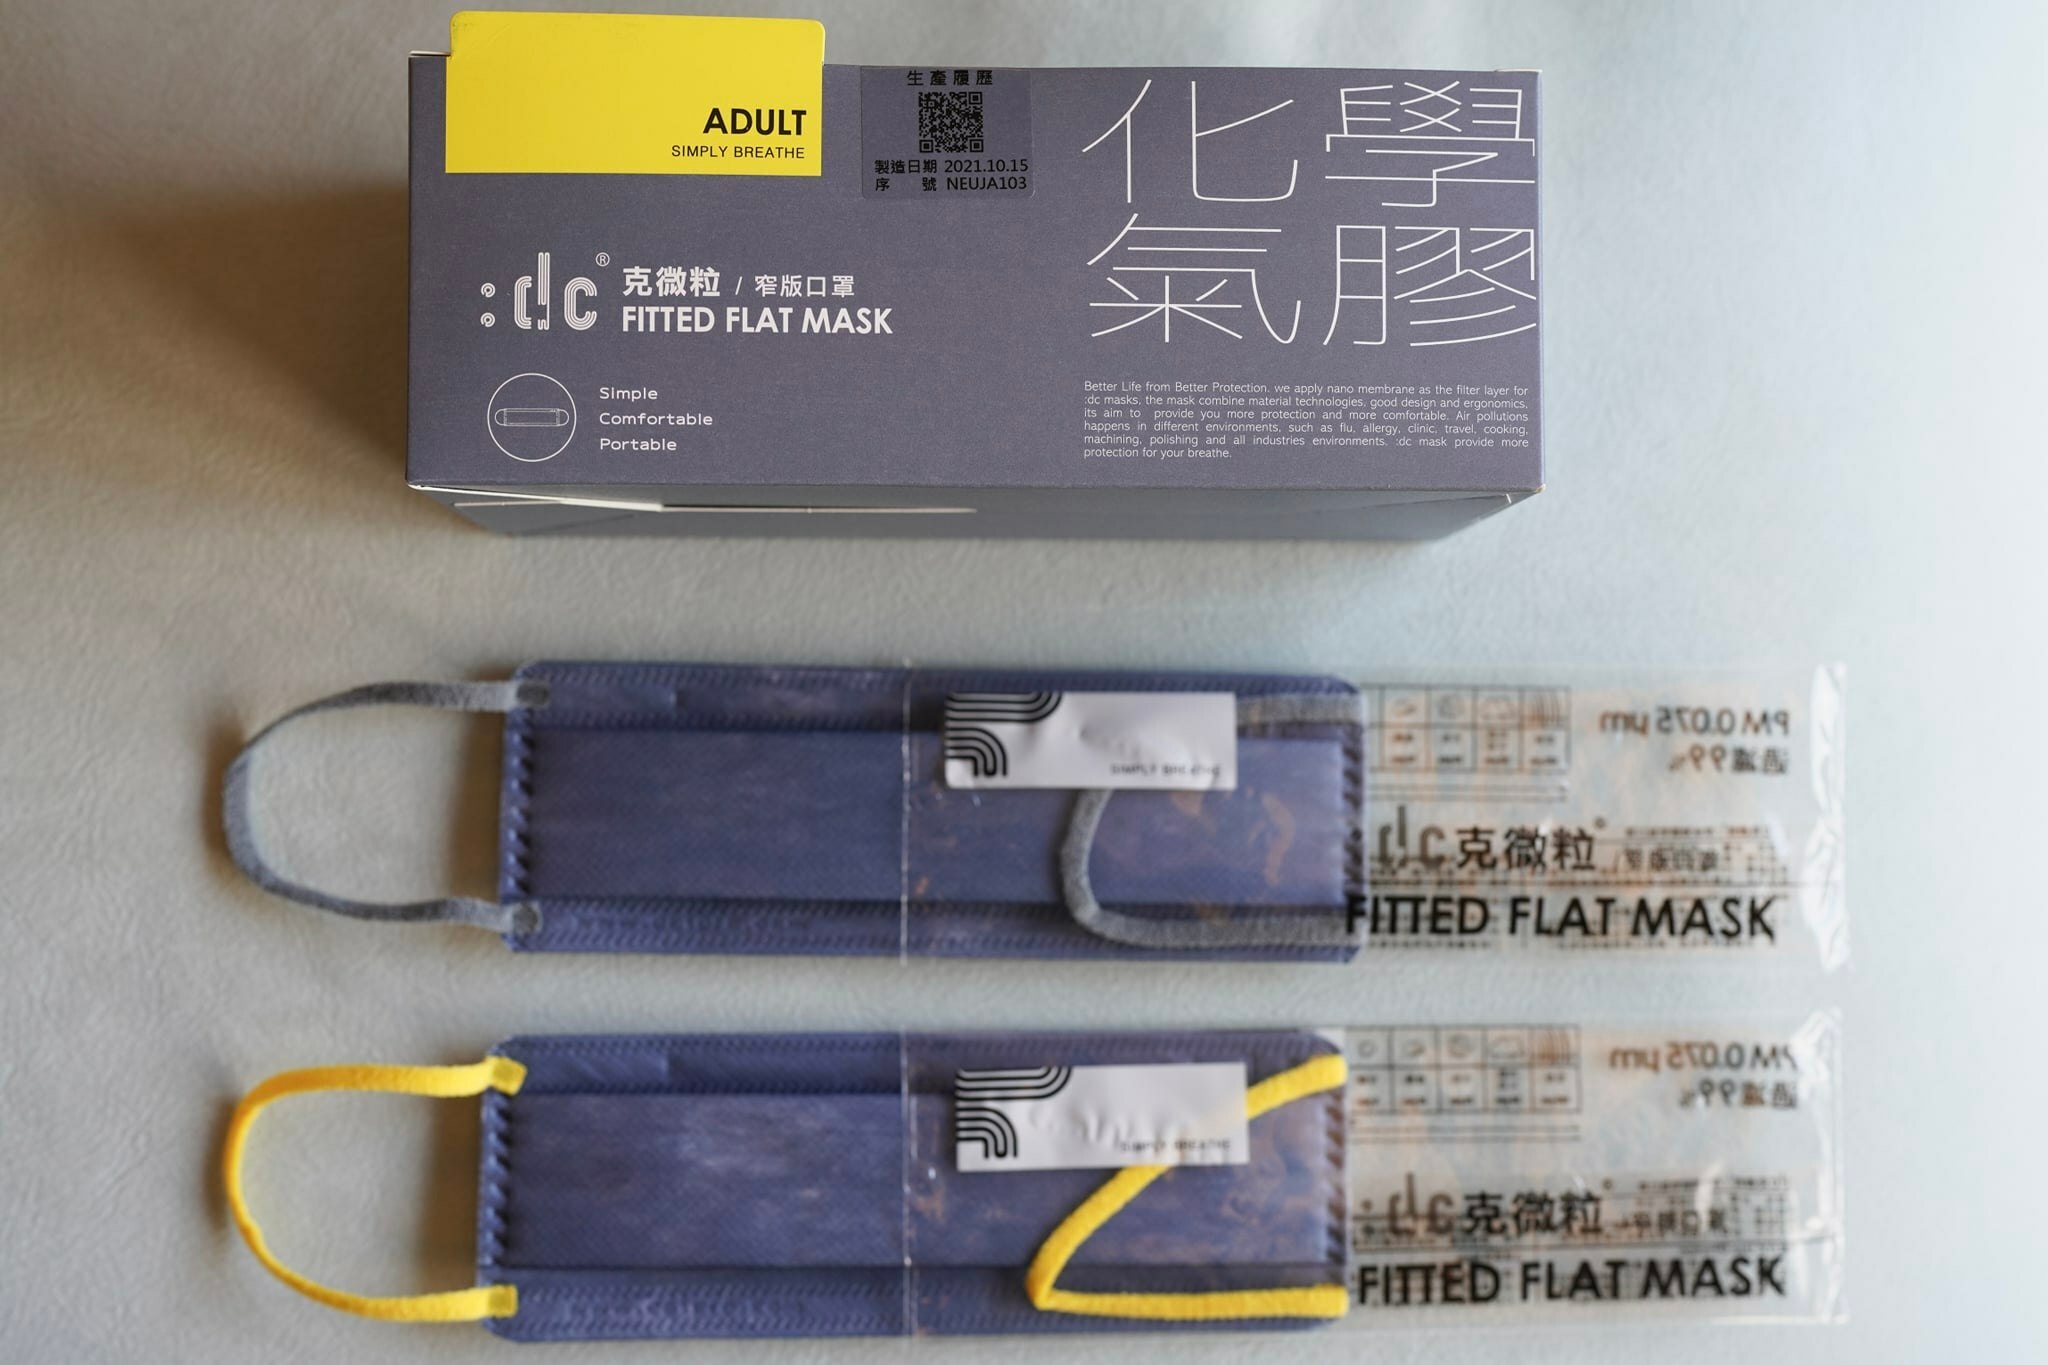 ADULT
SIMPLY BREATHE
生產履歷
製造日期 2021.10.15
序號 NEUJA103
化學
氣膠
:dc® 克微粒 / 窄版口罩
FITTED FLAT MASK
Simple
Comfortable
Portable
Better Life from Better Protection. we apply nano membrane as the filter layer for
:dc masks, the mask combine material technologies, good design and ergonomics,
its aim to provide you more protection and more comfortable. Air pollutions
happens in different environments, such as flu, allergy, clinic, travel, cooking,
machining, polishing and all industries environments. :dc mask provide more
protection for your breathe.
SIMPLY BREATHE
PM 0.075 μm
過濾99%
:dc 克微粒
FITTED FLAT MASK
SIMPLY BREATHE
PM 0.075 μm
過濾99%
:dc 克微粒
FITTED FLAT MASK